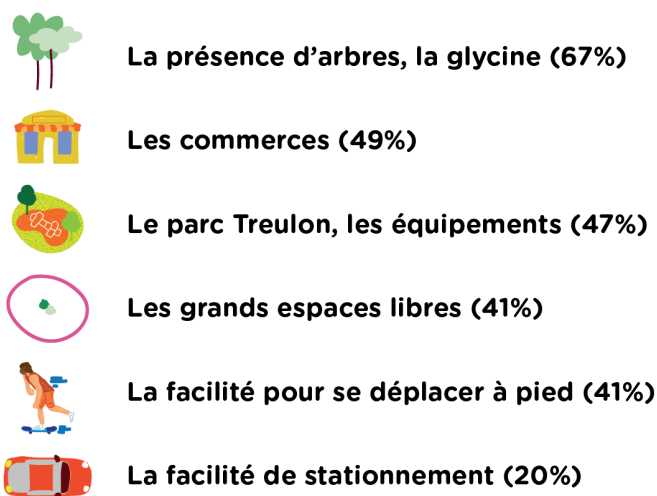 La présence d’arbres, la glycine (67%)
Les commerces (49%)
Le parc Treulon, les équipements (47%)
Les grands espaces libres (41%)
La facilité pour se déplacer à pied (41%)
La facilité de stationnement (20%)